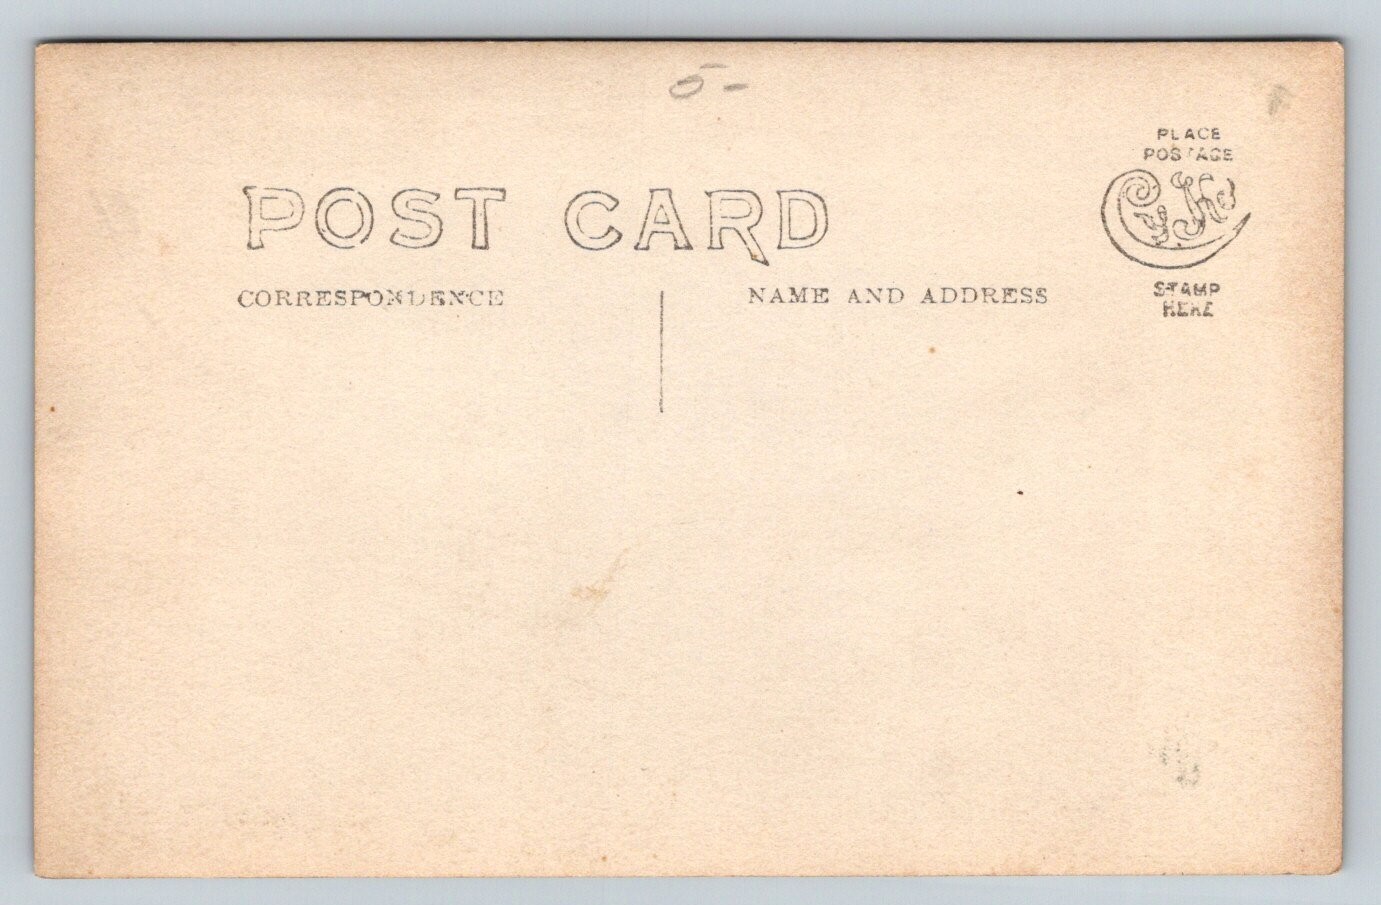 5-
PLACE
POSTAGE
POST CARD
CORRESPONDENCE
NAME AND ADDRESS
STAMP
HERE